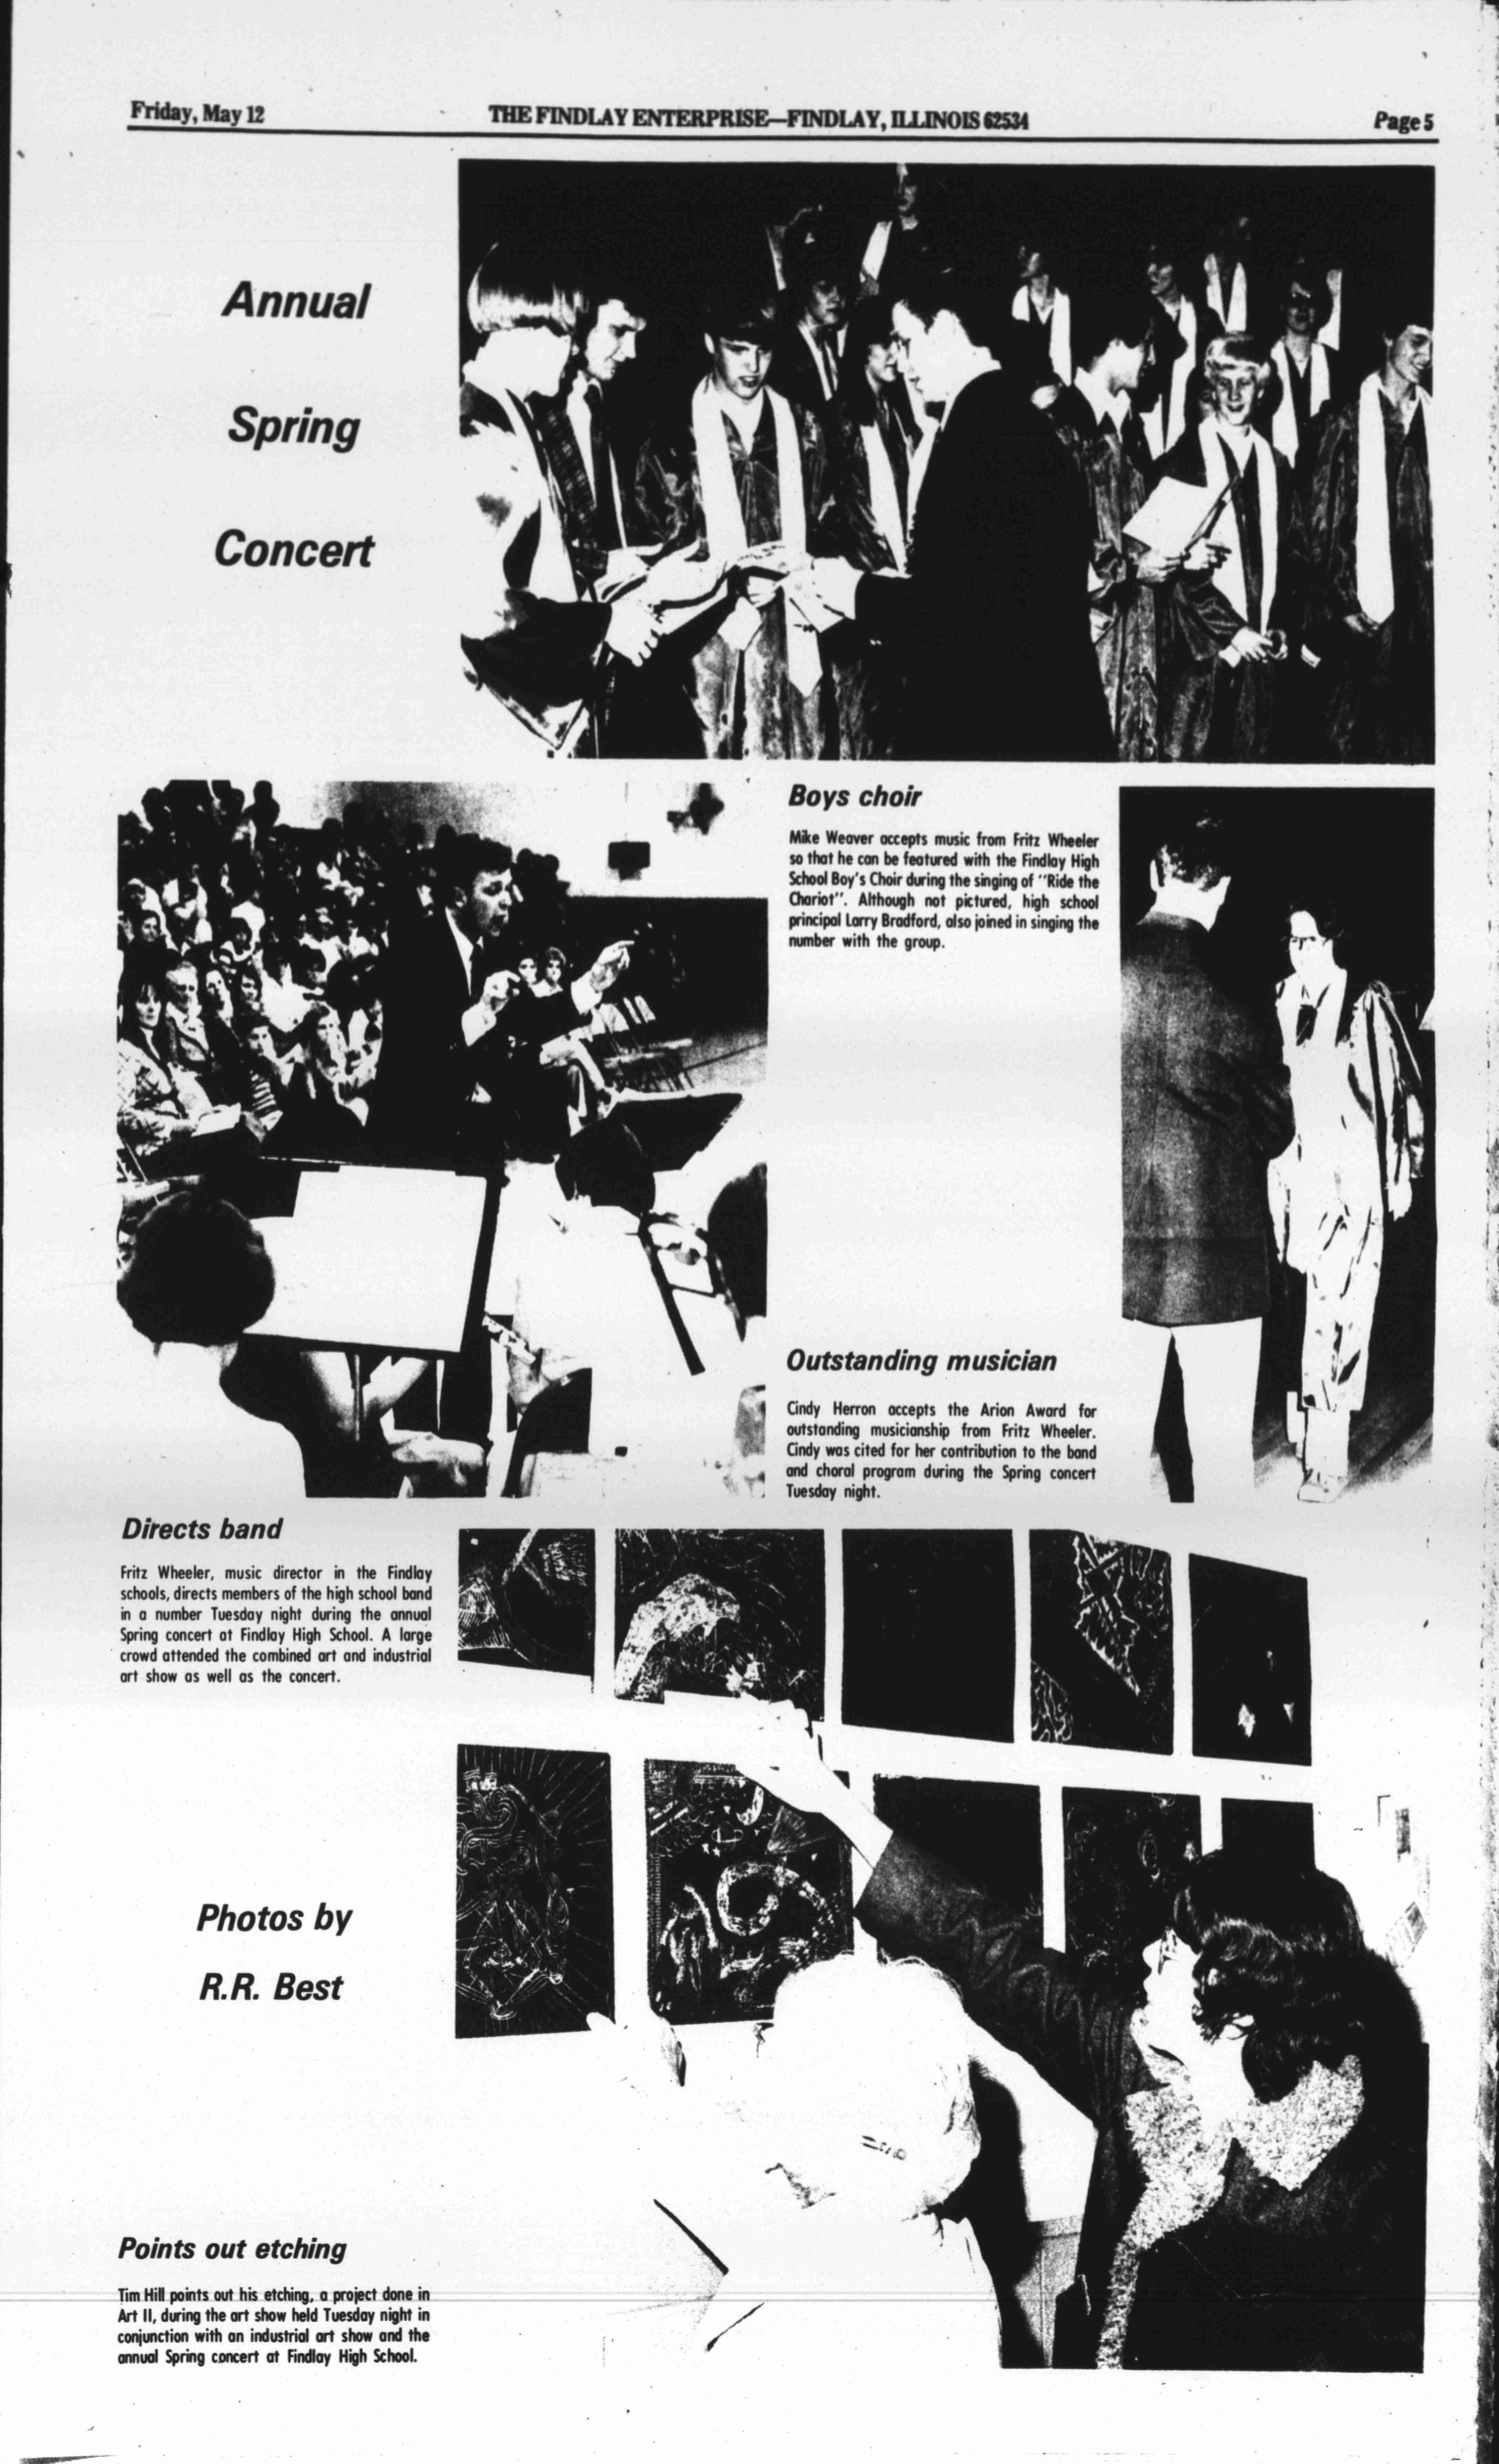 Friday, May 12
THE FINDLAY ENTERPRISE—FINDLAY, ILLINOIS 62534
Page 5
Annual
Spring
Concert
Boys choir
Mike Weaver accepts music from Fritz Wheeler
so that he can be featured with the Findlay High
School Boy's Choir during the singing of "Ride the
Chariot". Although not pictured, high school
principal Larry Bradford, also joined in singing the
number with the group.
Outstanding musician
Cindy Herron accepts the Arion Award for
outstanding musicianship from Fritz Wheeler.
Cindy was cited for her contribution to the band
and choral program during the Spring concert
Tuesday night.
Directs band
Fritz Wheeler, music director in the Findlay
schools, directs members of the high school band
in a number Tuesday night during the annual
Spring concert at Findlay High School. A large
crowd attended the combined art and industrial
art show as well as the concert.
Photos by
R.R. Best
Points out etching
Tim Hill points out his etching, a project done in
Art II, during the art show held Tuesday night in
conjunction with an industrial art show and the
annual Spring concert at Findlay High School.